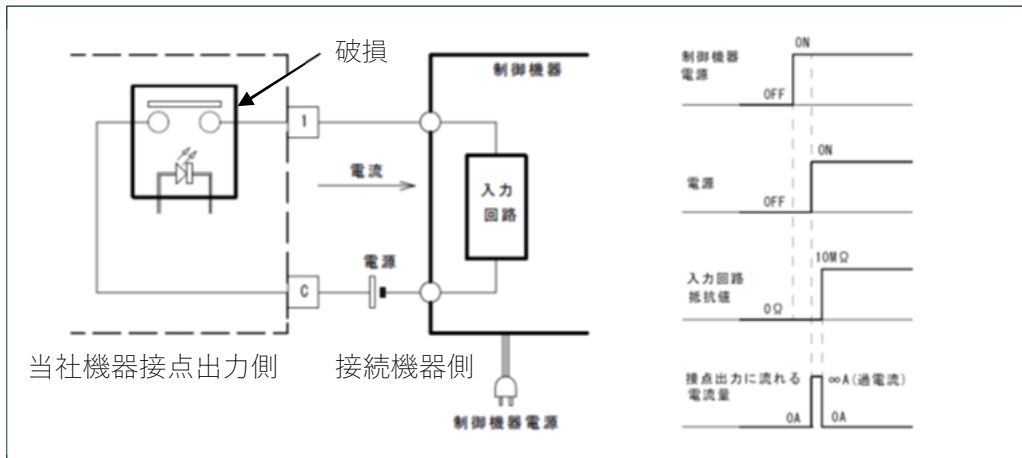 破損
制御機器
1
電流
入力
回路
電源
C
当社機器接点出力側
接続機器側
制御機器電源
制御機器
電源
ON
OFF
電源
ON
OFF
入力回路
抵抗値
10MΩ
0Ω
接点出力に流れる
電流量
∞A(過電流)
0A
0A